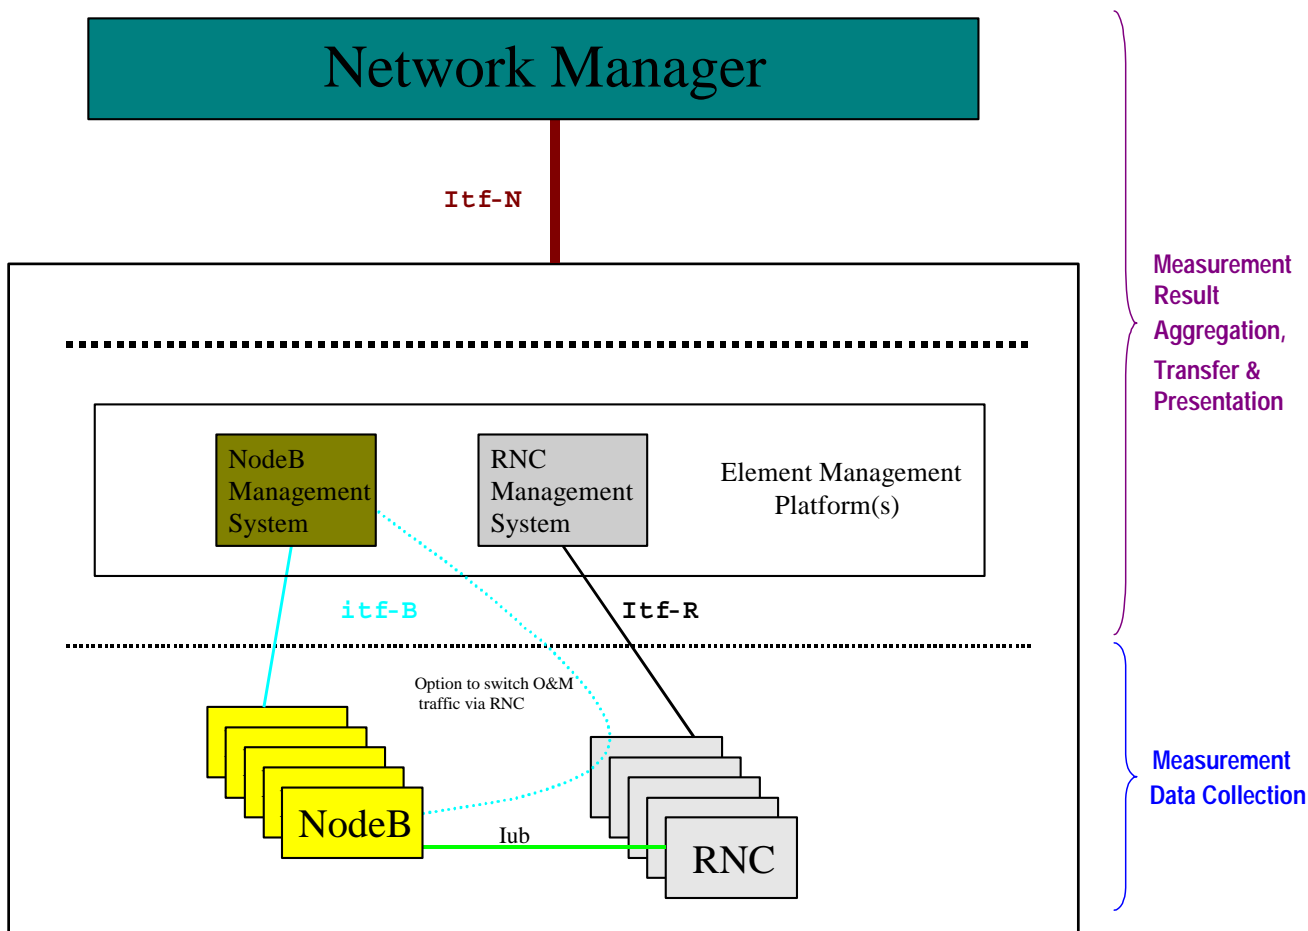 Network Manager
Itf-N
Measurement
Result
Aggregation,
Transfer &
Presentation
NodeB
Management
System
RNC
Management
System
Element Management
Platform(s)
itf-B
Itf-R
Option to switch O&M
traffic via RNC
NodeB
Iub
RNC
Measurement
Data Collection